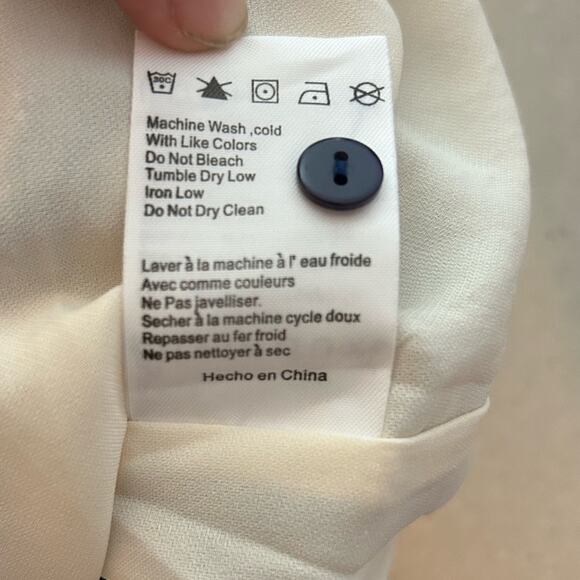 30C
Machine Wash ,cold
With Like Colors
Do Not Bleach
Tumble Dry Low
Iron Low
Do Not Dry Clean
Laver à la machine à l' eau froide
Avec comme couleurs
Ne Pas javelliser.
Secher à la machine cycle doux
Repasser au fer froid
Ne pas nettoyer à sec
Hecho en China